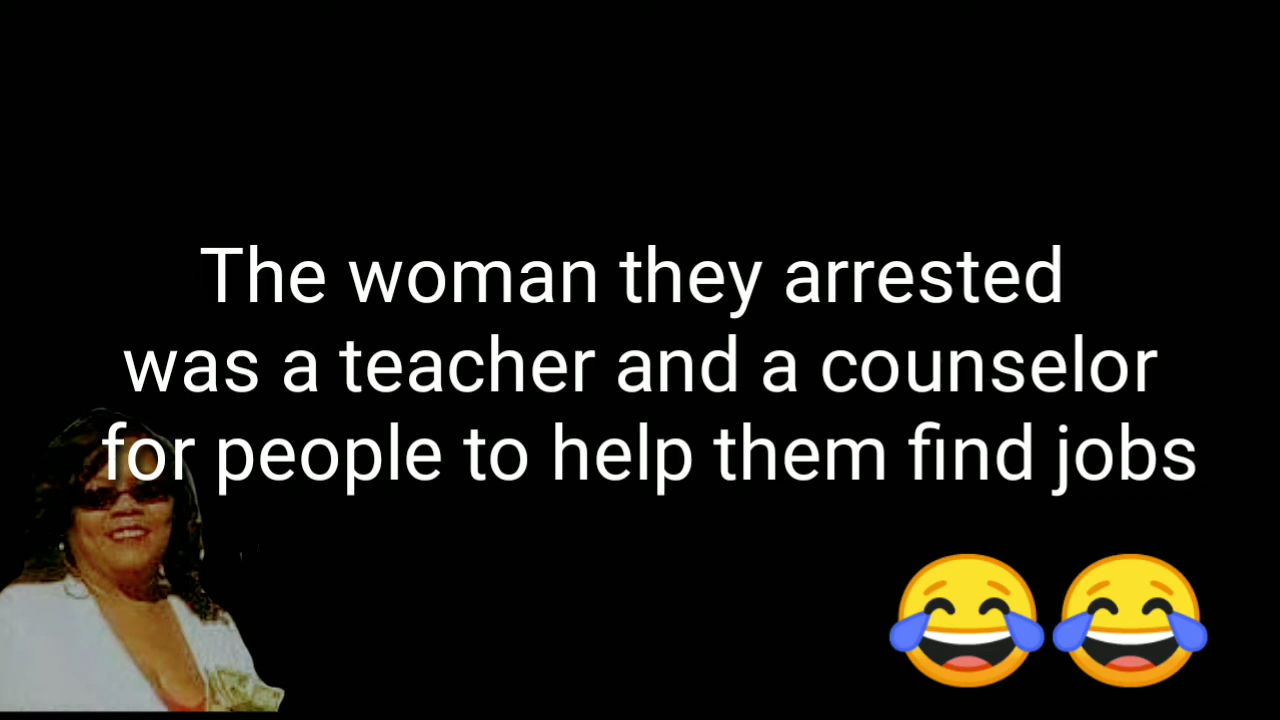 The woman they arrested
was a teacher and a counselor
for people to help them find jobs